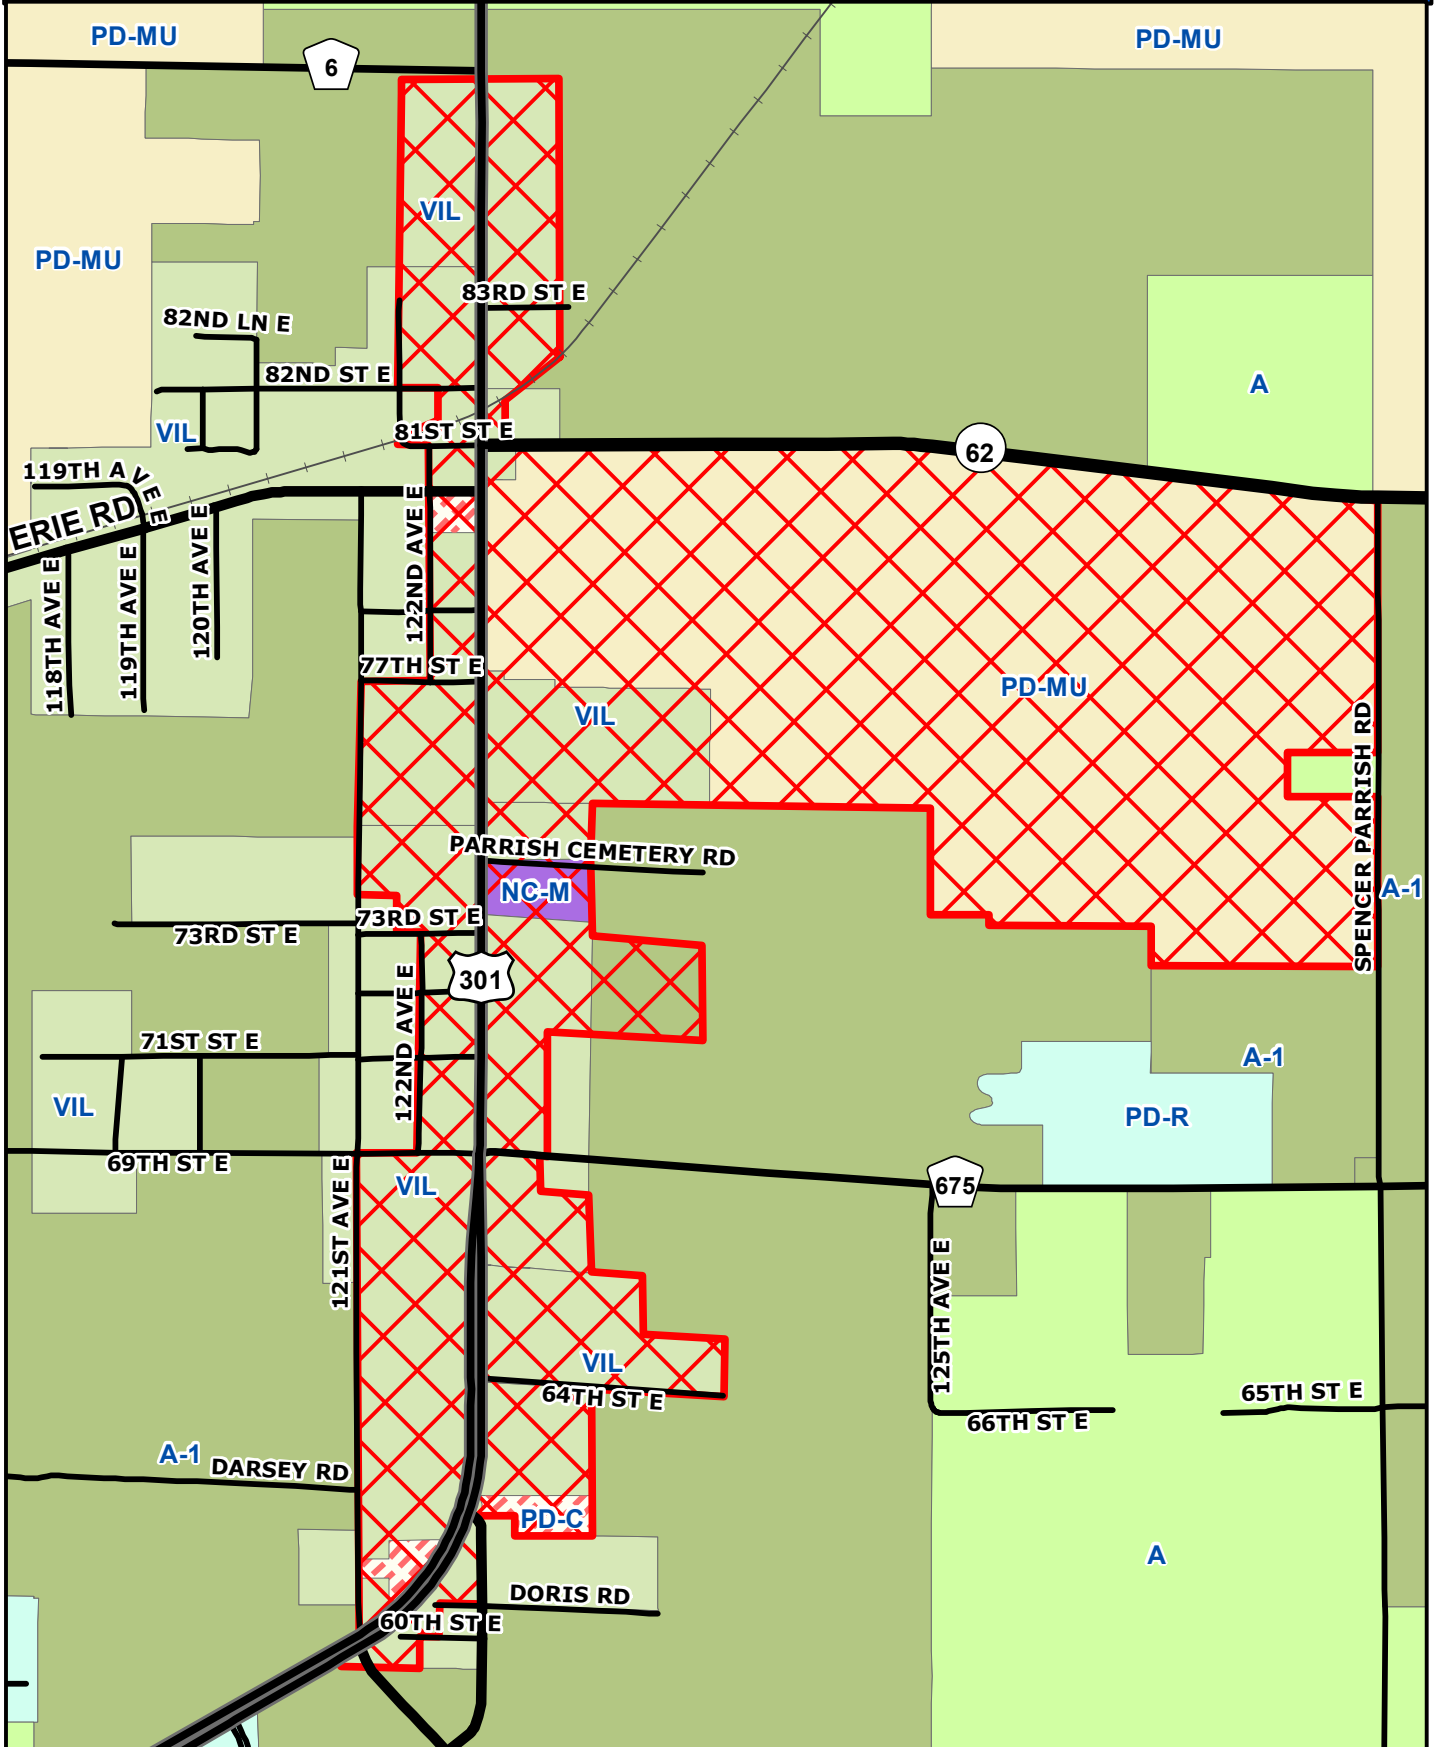 PD-MU
PD-MU
6
VIL
PD-MU
83RD ST E
82ND LN E
82ND ST E
A
VIL
81ST ST E
62
119TH AVE E
ERIE RD
122ND AVE E
120TH AVE E
119TH AVE E
118TH AVE E
77TH ST E
PD-MU
VIL
SPENCER PARRISH RD
PARRISH CEMETERY RD
NC-M
A-1
73RD ST E
73RD ST E
301
122ND AVE E
71ST ST E
A-1
VIL
PD-R
69TH ST E
VIL
675
121ST AVE E
125TH AVE E
VIL
64TH ST E
65TH ST E
66TH ST E
A-1
DARSEY RD
PD-C
A
DORIS RD
60TH ST E